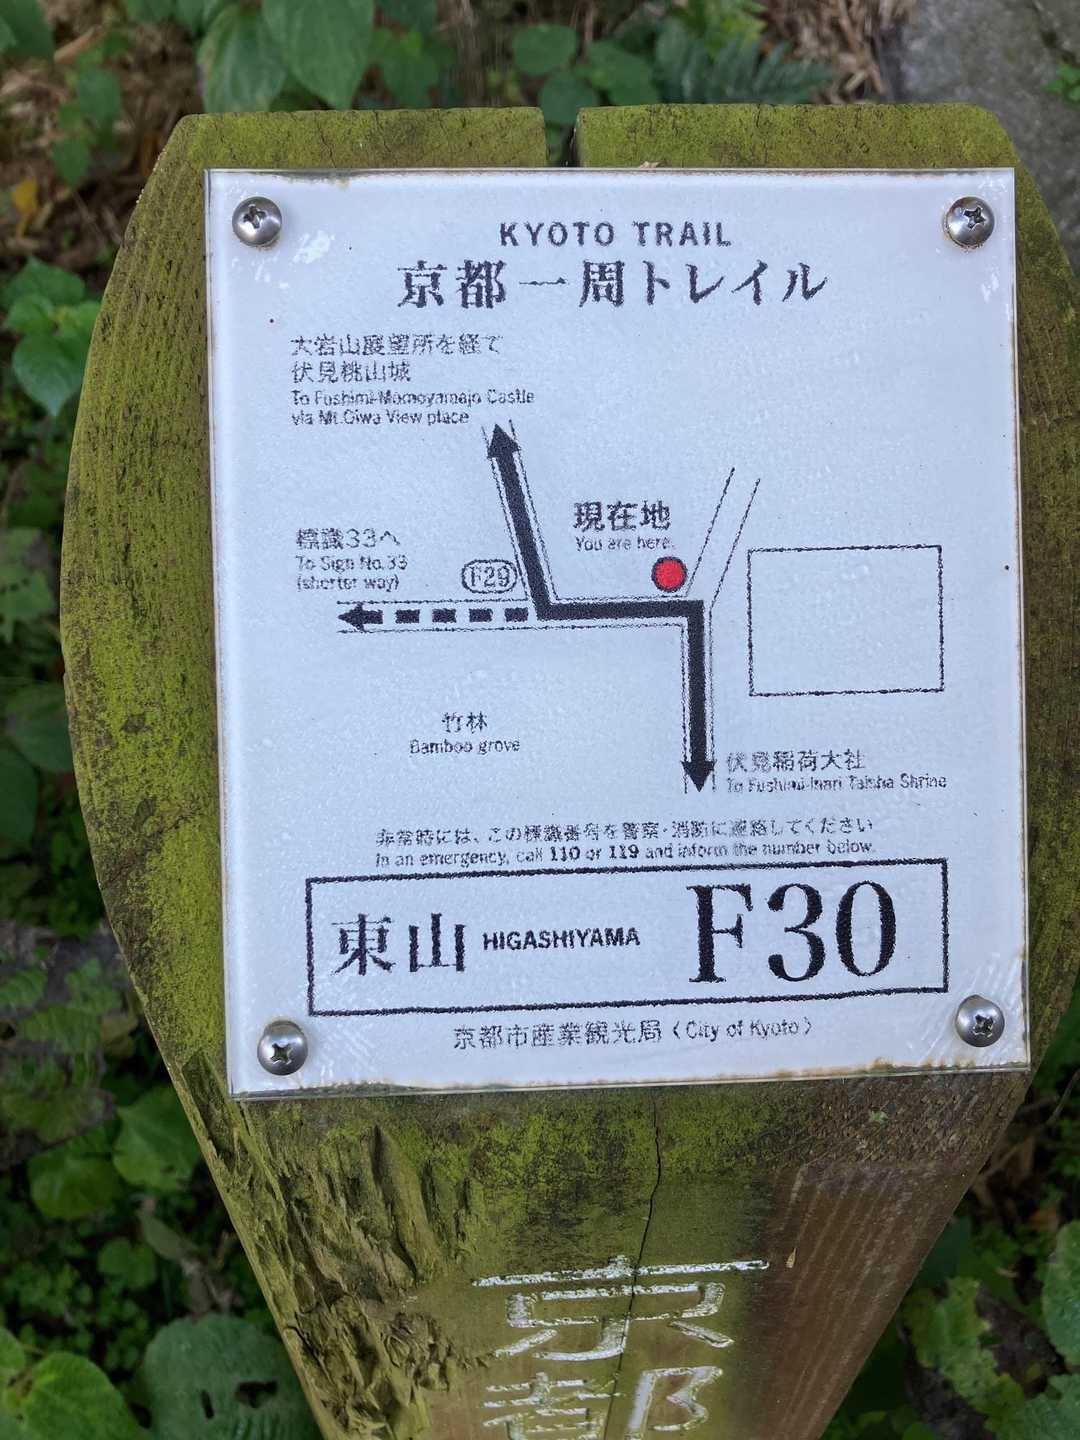 KYOTO TRAIL
京都一周トレイル
大岩山展望所を経て
伏見桃山城
To Fushimi-Momoyamajo Castle
via Mt.Oiwa View place
現在地
You are here.
標識33へ
To Sign No.33
(shorter way)
F29
竹林
Bamboo grove
伏見稲荷大社
To Fushimi-Inari Taisha Shrine
非常時には、この標識番号を警察・消防に連絡してください
In an emergency, call 110 or 119 and inform the number below.
東山 HIGASHIYAMA F30
京都市産業観光局〈City of Kyoto〉
京都